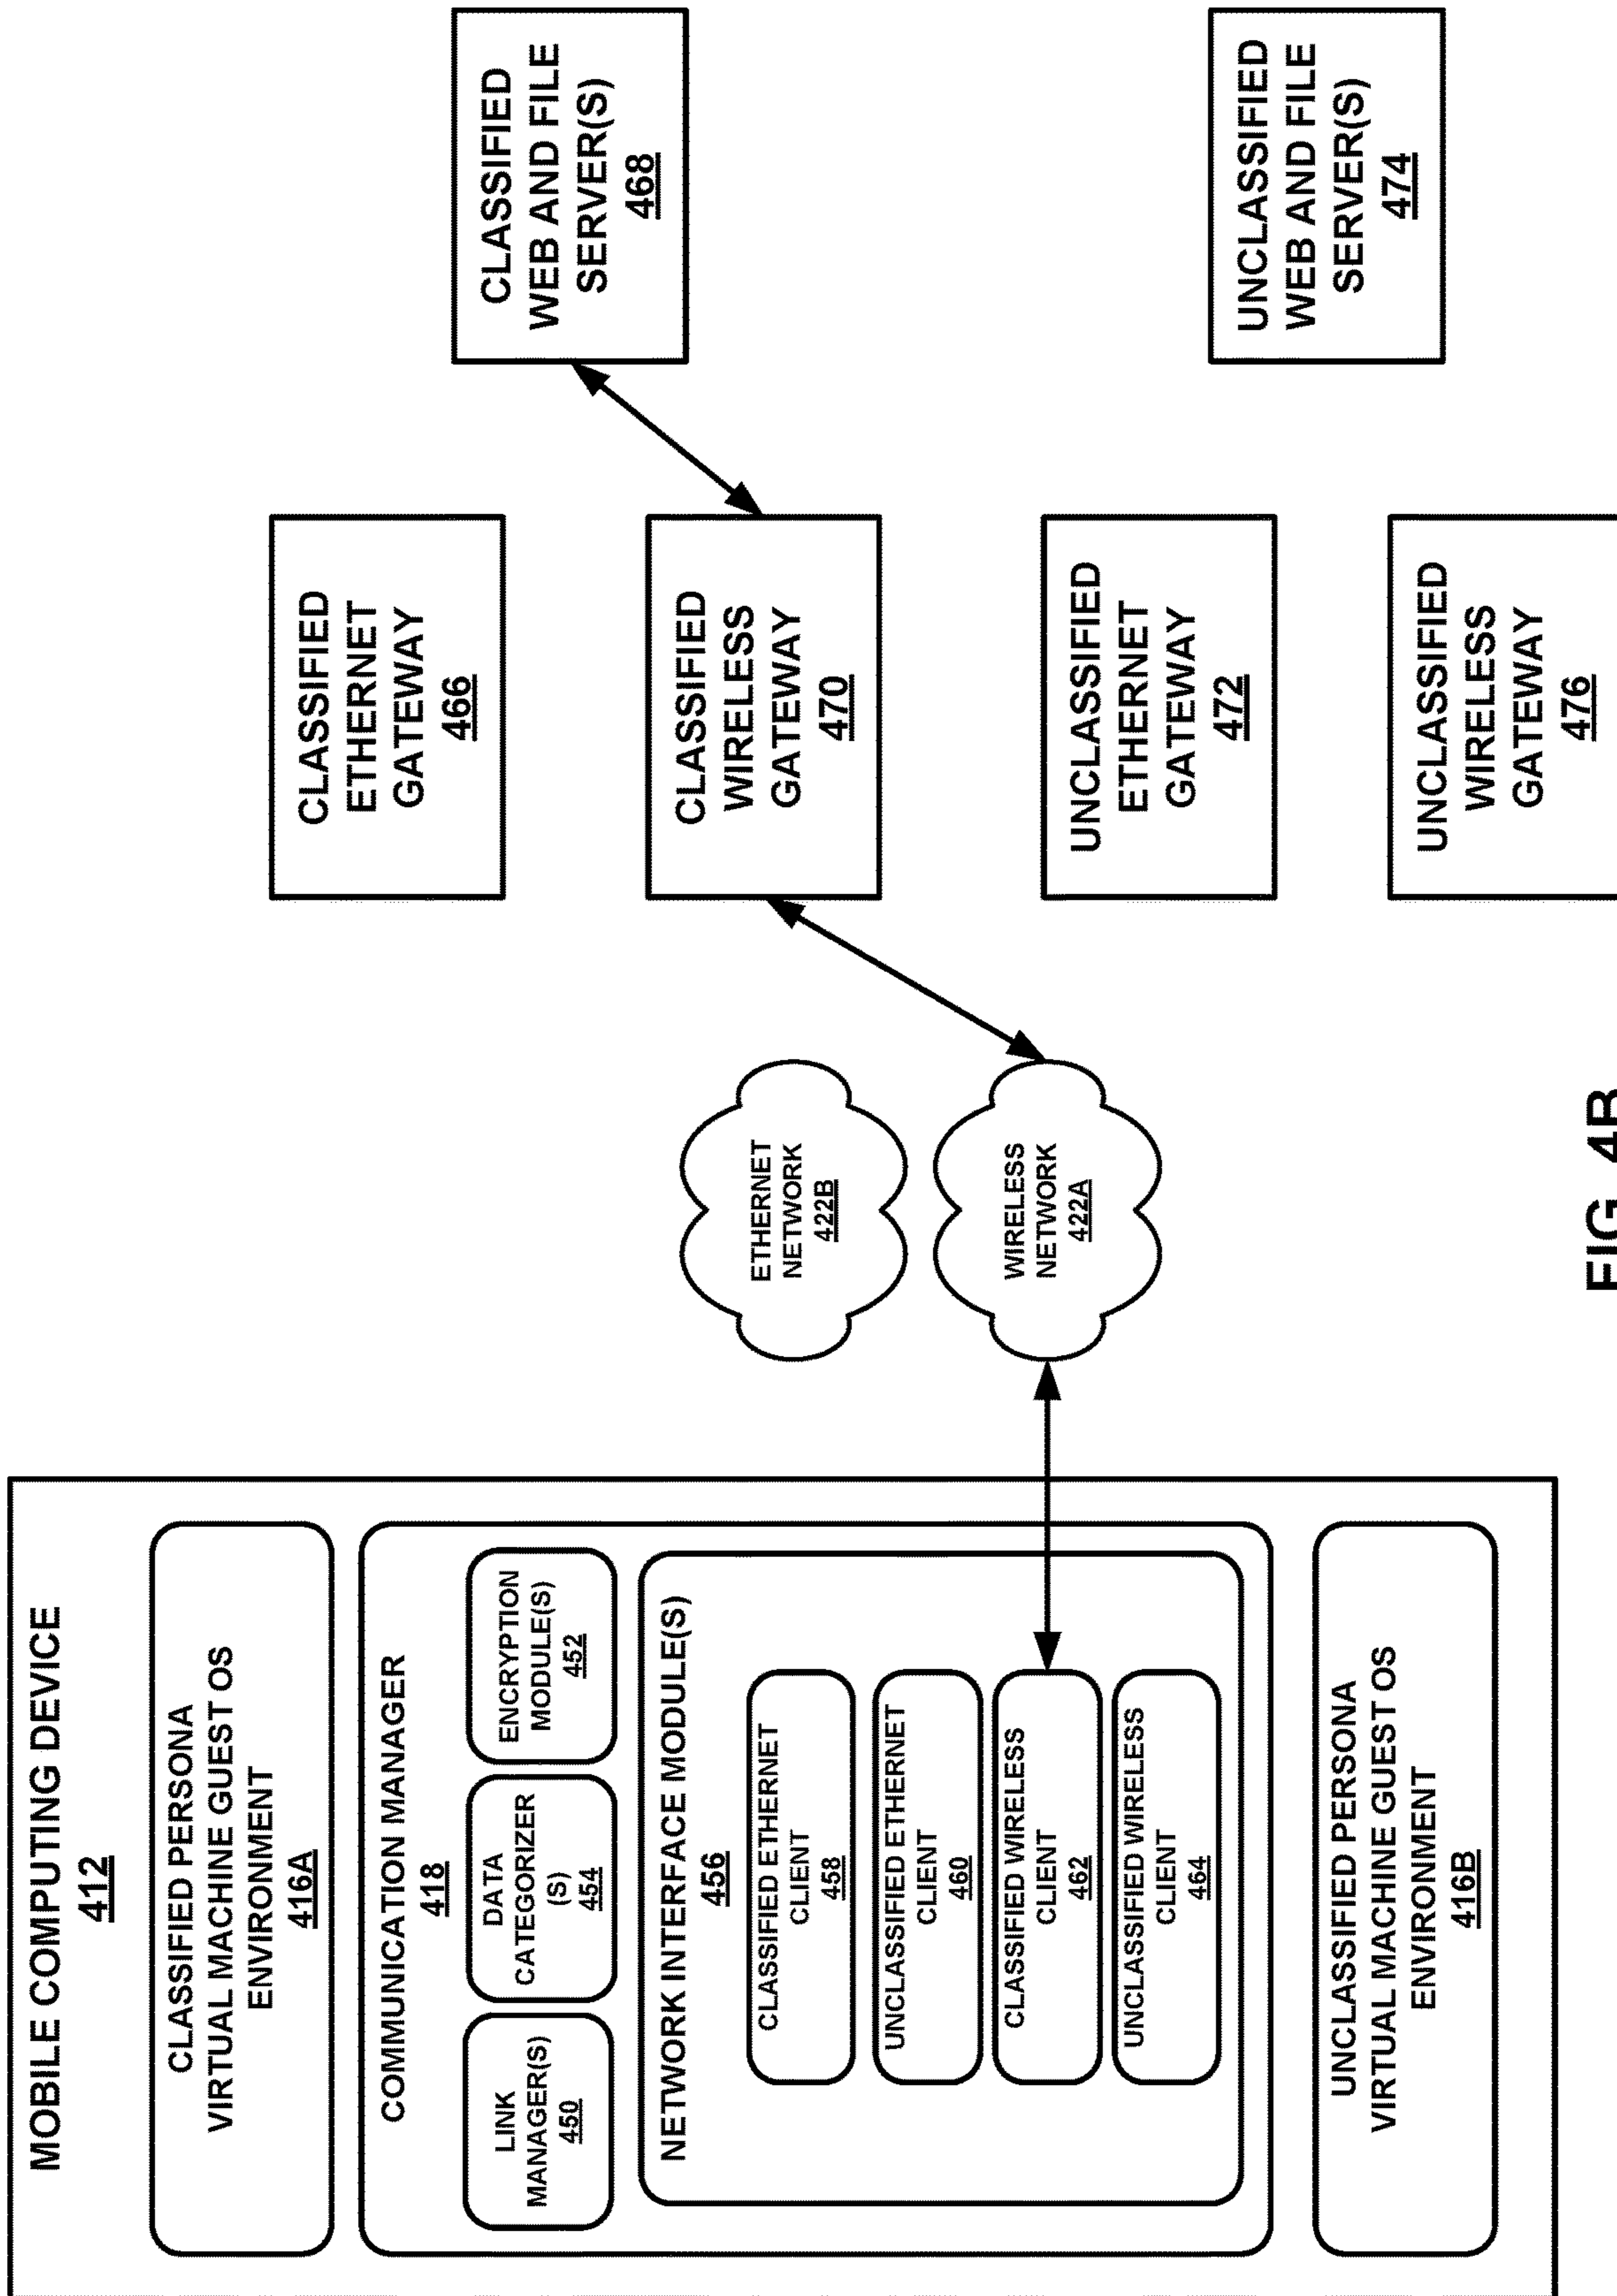 MOBILE COMPUTING DEVICE
412
CLASSIFIED PERSONA
VIRTUAL MACHINE GUEST OS
ENVIRONMENT
416A
COMMUNICATION MANAGER
418
LINK
MANAGER(S)
450
DATA
CATEGORIZER
(S)
454
ENCRYPTION
MODULE(S)
452
NETWORK INTERFACE MODULE(S)
456
CLASSIFIED ETHERNET
CLIENT
458
UNCLASSIFIED ETHERNET
CLIENT
460
CLASSIFIED WIRELESS
CLIENT
462
UNCLASSIFIED WIRELESS
CLIENT
464
UNCLASSIFIED PERSONA
VIRTUAL MACHINE GUEST OS
ENVIRONMENT
416B
ETHERNET
NETWORK
422B
WIRELESS
NETWORK
422A
CLASSIFIED
ETHERNET
GATEWAY
466
CLASSIFIED
WIRELESS
GATEWAY
470
UNCLASSIFIED
ETHERNET
GATEWAY
472
UNCLASSIFIED
WIRELESS
GATEWAY
476
CLASSIFIED
WEB AND FILE
SERVER(S)
468
UNCLASSIFIED
WEB AND FILE
SERVER(S)
474
FIG. 4B